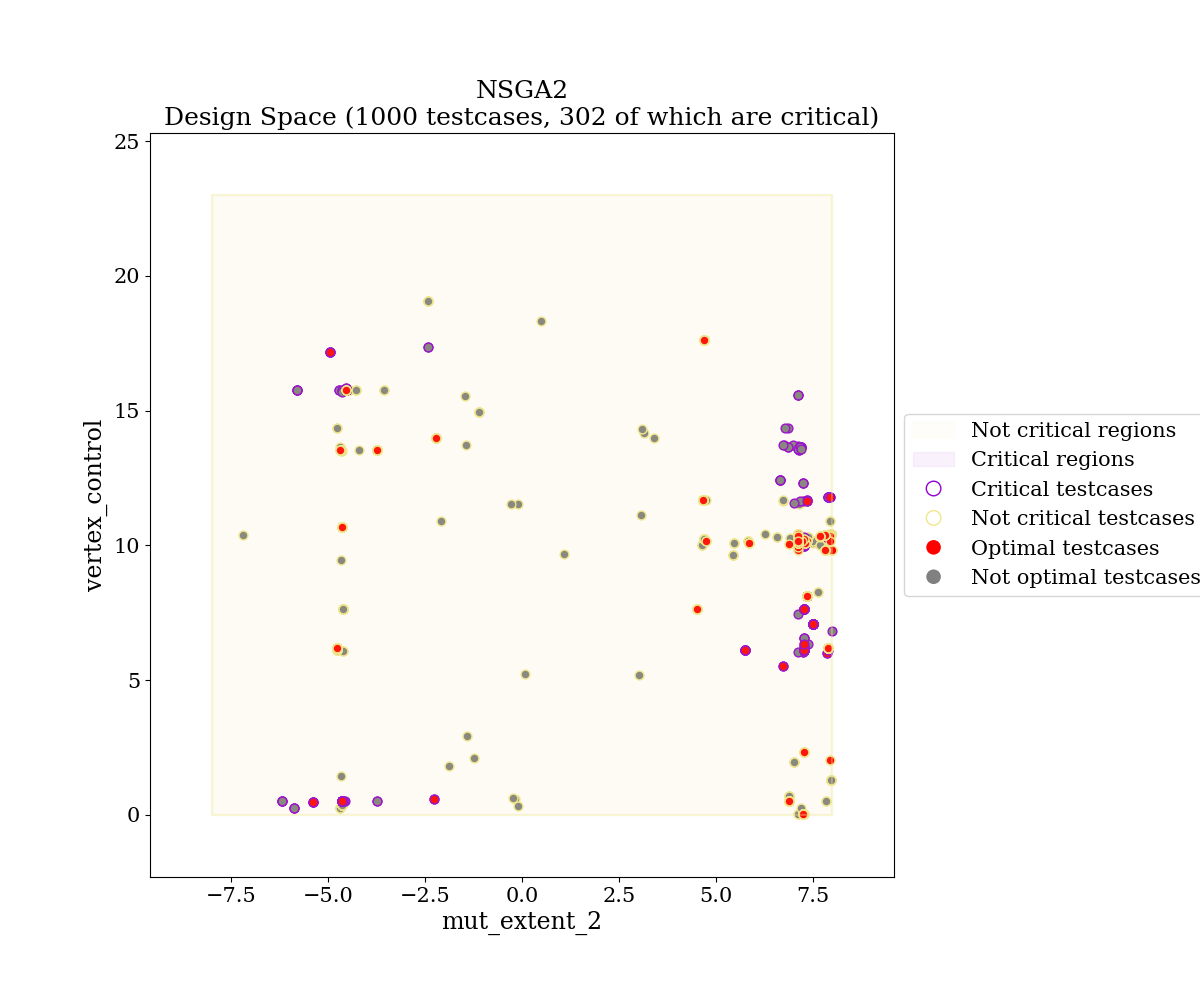 NSGA2
Design Space (1000 testcases, 302 of which are critical)
25
20
15
10
5
0
vertex_control
−7.5
−5.0
−2.5
0.0
2.5
5.0
7.5
mut_extent_2
Not critical regions
Critical regions
Critical testcases
Not critical testcases
Optimal testcases
Not optimal testcases